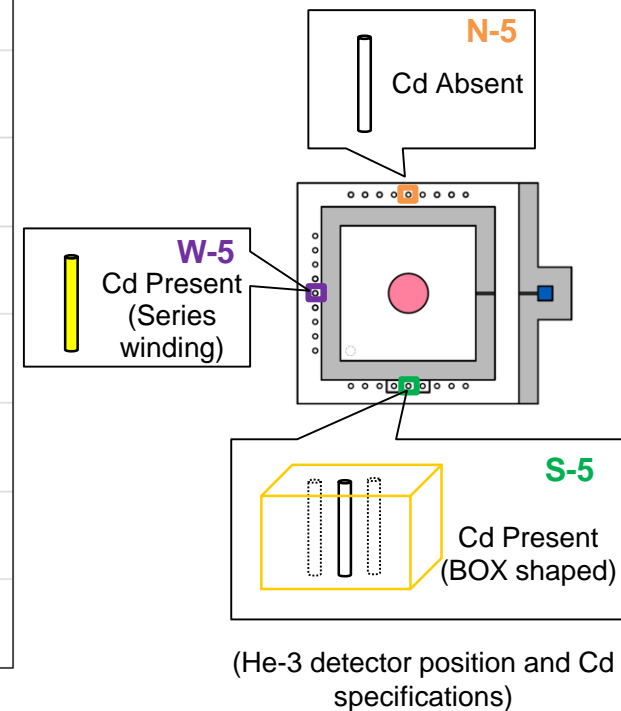 N-5
Cd Absent
W-5
Cd Present
(Series
winding)
S-5
Cd Present
(BOX shaped)
(He-3 detector position and Cd
specifications)